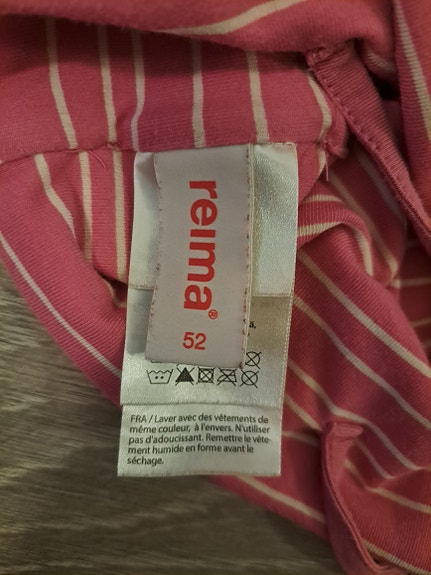 reima®
52
a,
FRA / Laver avec des vêtements de
même couleur, à l'envers. N'utiliser
pas d'adoucissant. Remettre le vête-
ment humide en forme avant le
séchage.